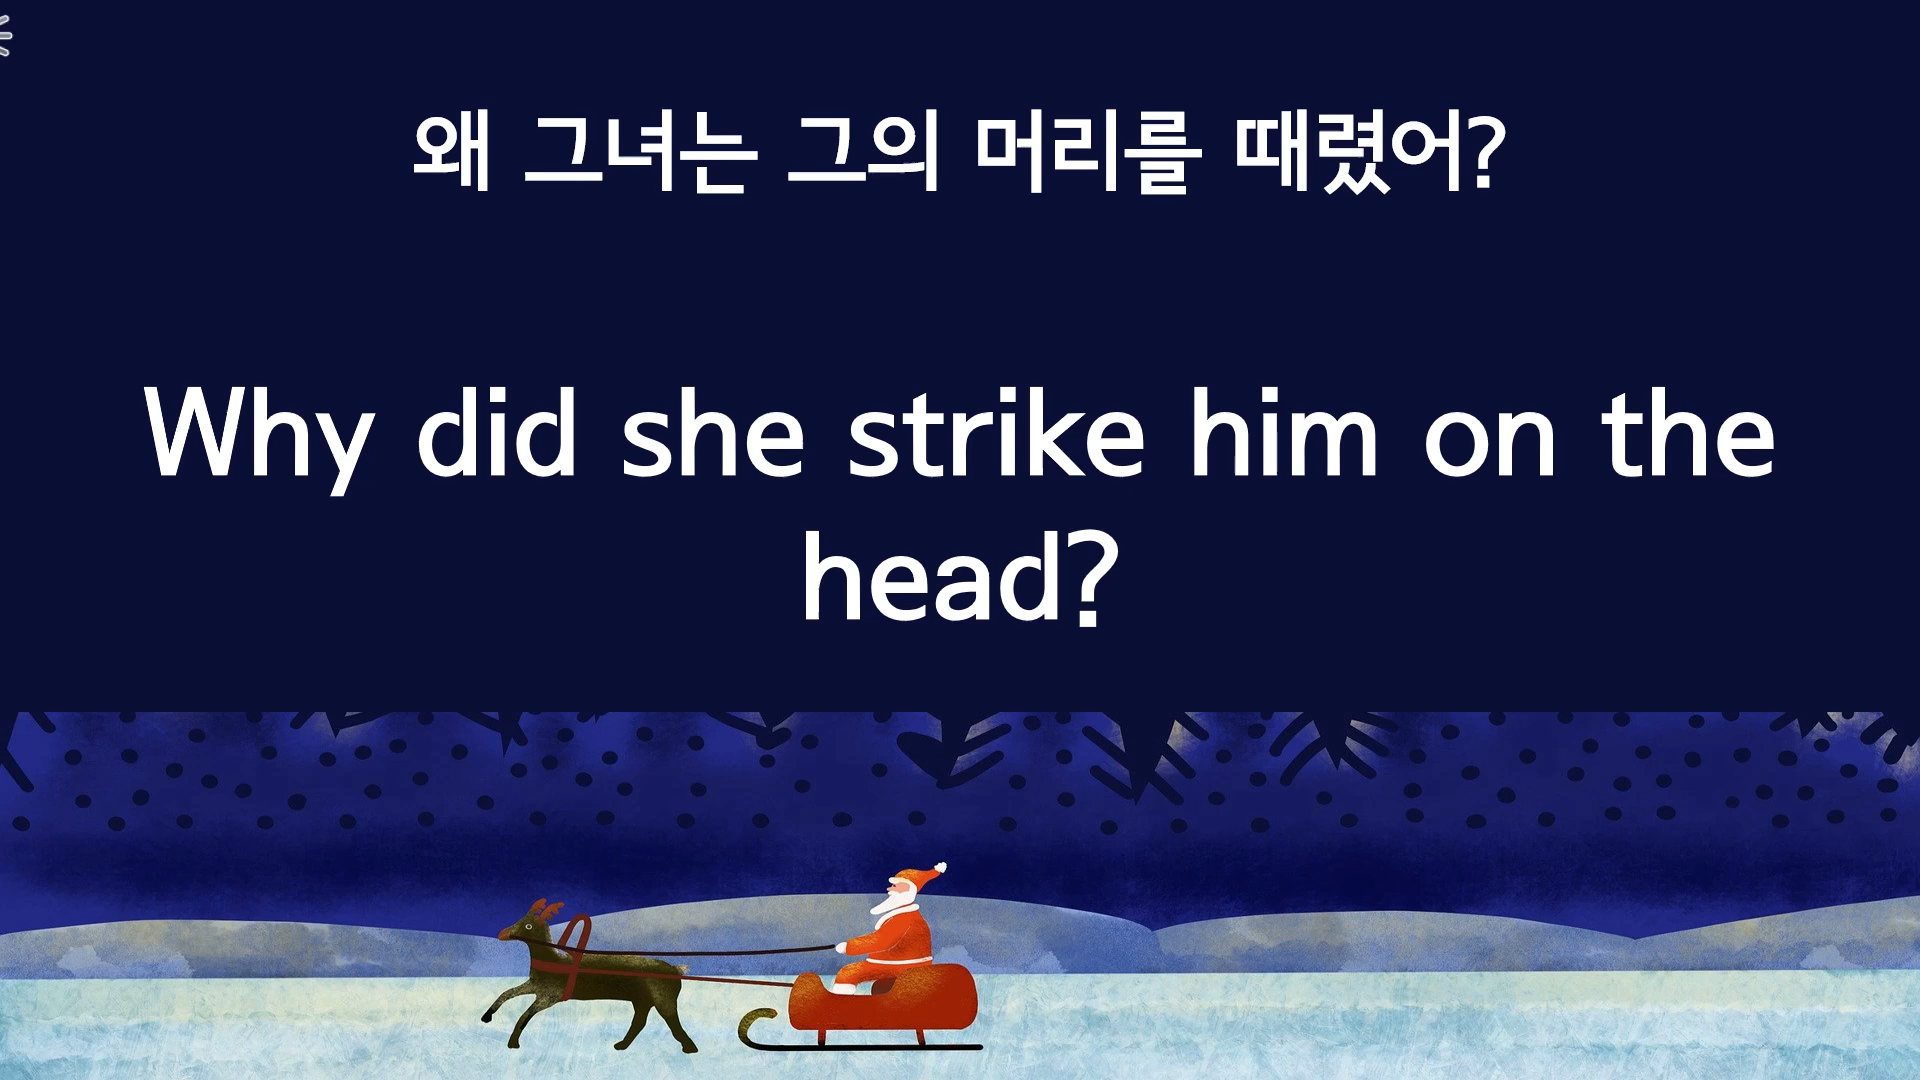 왜 그녀는 그의 머리를 때렸어?
Why did she strike him on the
head?